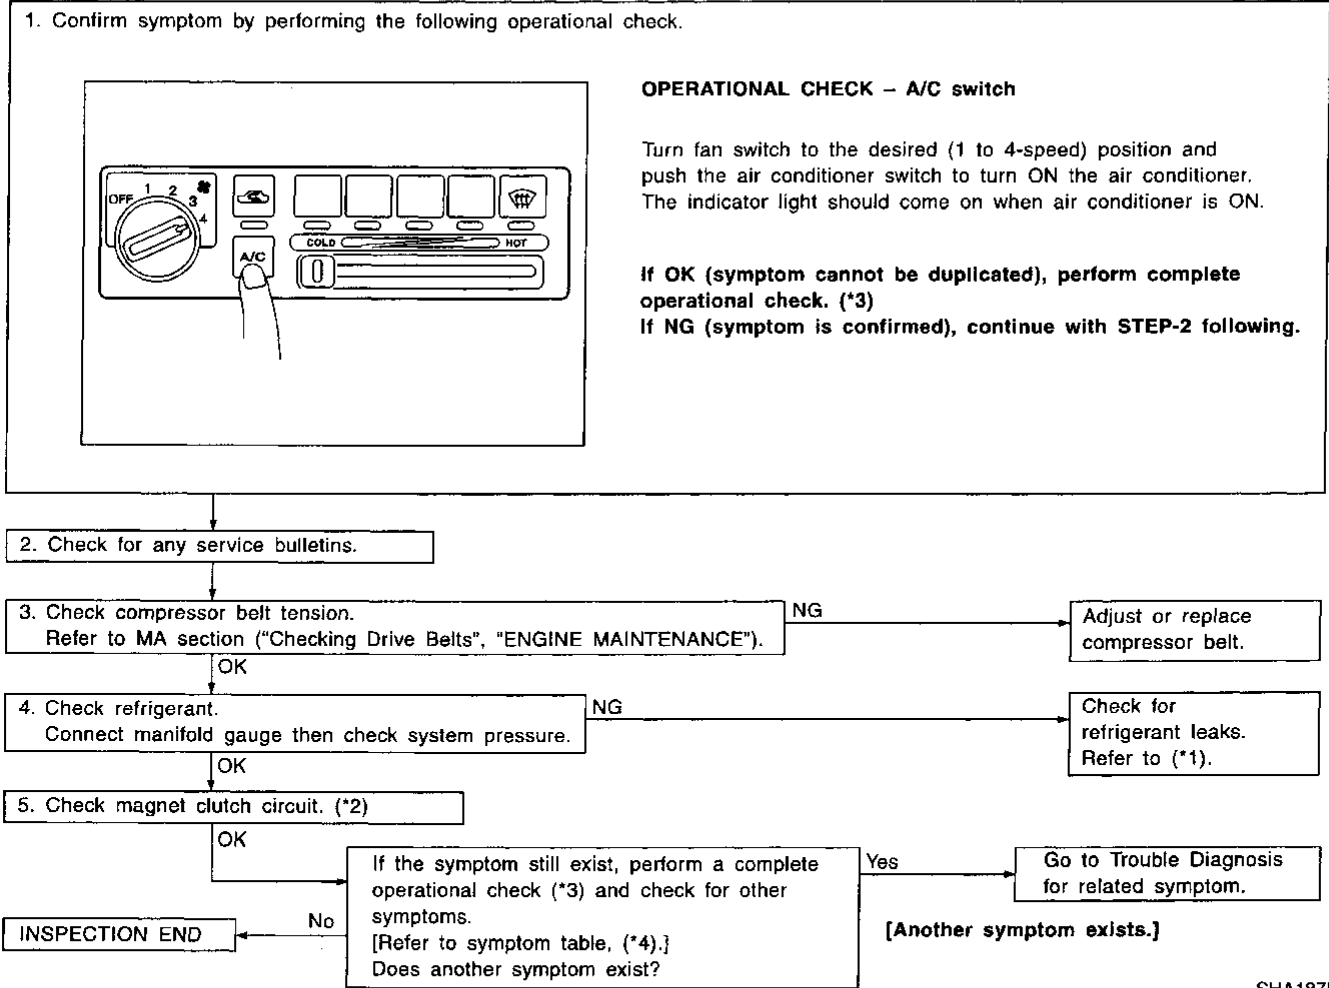 1. Confirm symptom by performing the following operational check.
OPERATIONAL CHECK – A/C switch
Turn fan switch to the desired (1 to 4-speed) position and
push the air conditioner switch to turn ON the air conditioner.
The indicator light should come on when air conditioner is ON.
If OK (symptom cannot be duplicated), perform complete
operational check. (*3)
If NG (symptom is confirmed), continue with STEP-2 following.
OFF 1 2 3 4
A/C
COLD HOT
2. Check for any service bulletins.
3. Check compressor belt tension.
Refer to MA section ("Checking Drive Belts", "ENGINE MAINTENANCE").
NG
Adjust or replace
compressor belt.
OK
4. Check refrigerant.
Connect manifold gauge then check system pressure.
NG
Check for
refrigerant leaks.
Refer to (*1).
OK
5. Check magnet clutch circuit. (*2)
OK
If the symptom still exist, perform a complete
operational check (*3) and check for other
symptoms.
[Refer to symptom table, (*4).]
Does another symptom exist?
Yes
Go to Trouble Diagnosis
for related symptom.
[Another symptom exists.]
No
INSPECTION END